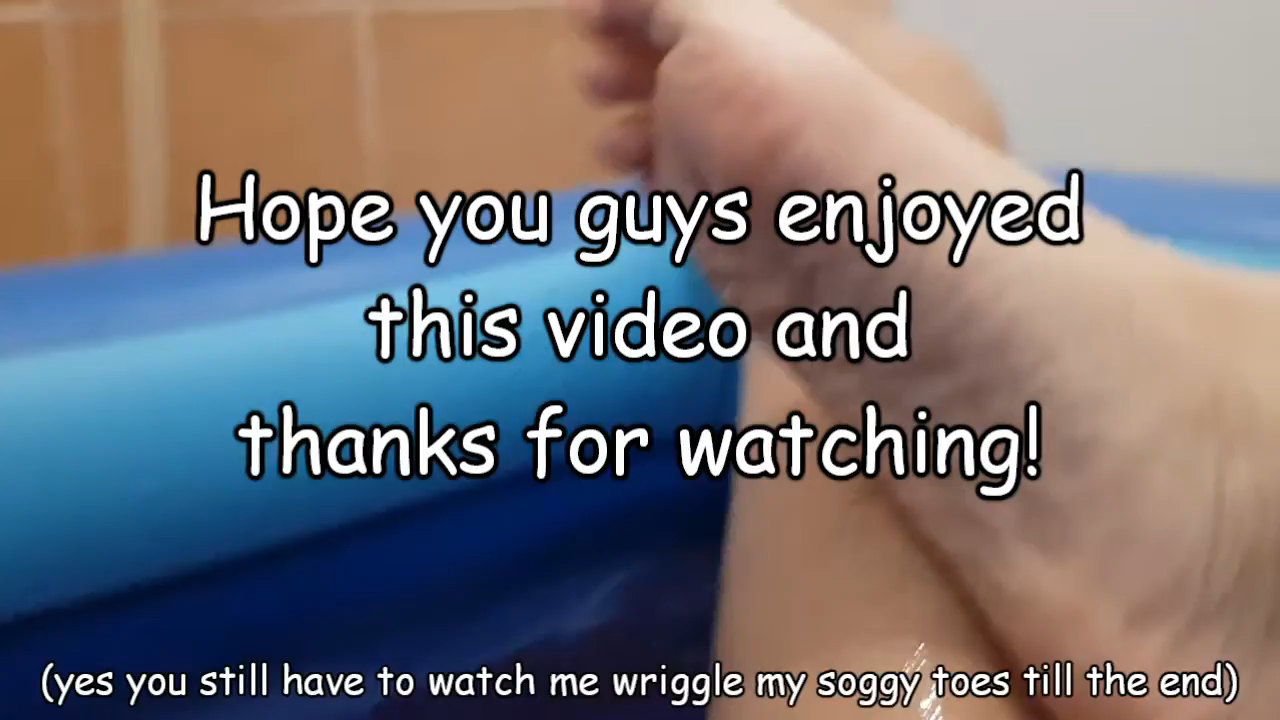 Hope you guys enjoyed
this video and
thanks for watching!
(yes you still have to watch me wriggle my soggy toes till the end)